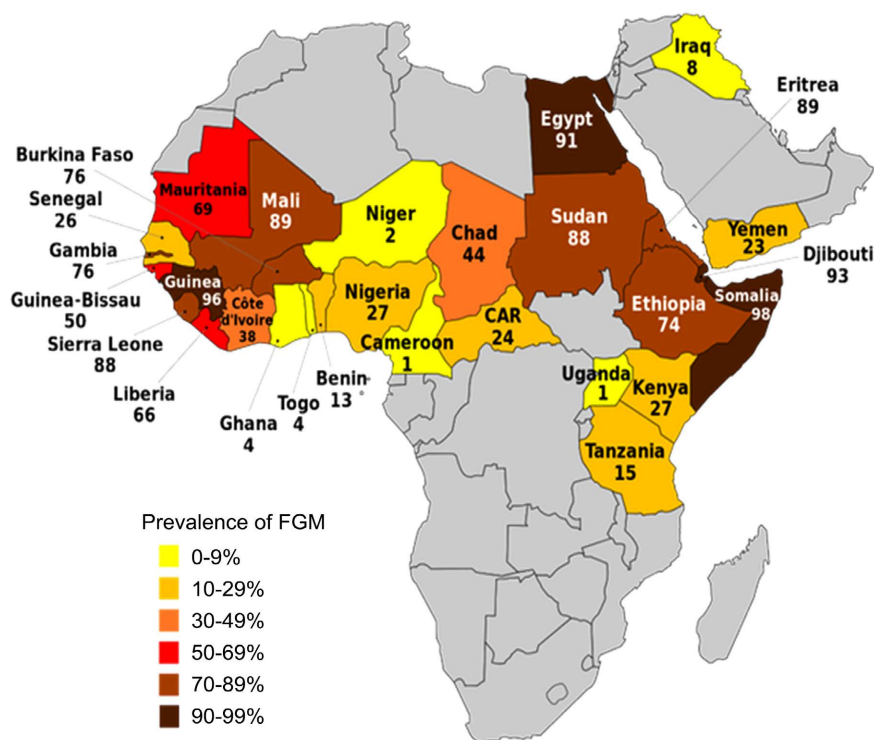 Iraq
8
Eritrea
89
Egypt
91
Burkina Faso
76
Senegal
26
Mauritania
69
Mali
89
Niger
2
Chad
44
Sudan
88
Yemen
23
Djibouti
93
Gambia
76
Guinea
96
Guinea-Bissau
50
Côte
d'Ivoire
38
Nigeria
27
CAR
24
Ethiopia
74
Somalia
98
Sierra Leone
88
Cameroon
1
Liberia
66
Ghana
4
Togo
4
Benin
13
Uganda
1
Kenya
27
Tanzania
15
Prevalence of FGM
0-9%
10-29%
30-49%
50-69%
70-89%
90-99%